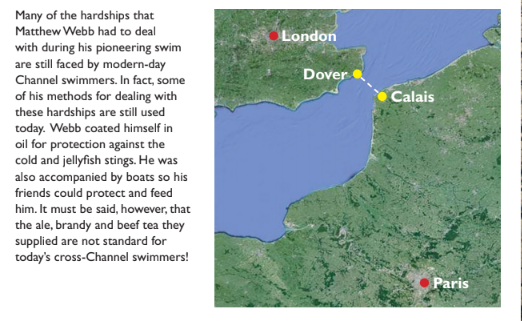 Many of the hardships that
Matthew Webb had to deal
with during his pioneering swim
are still faced by modern-day
Channel swimmers. In fact, some
of his methods for dealing with
these hardships are still used
today. Webb coated himself in
oil for protection against the
cold and jellyfish stings. He was
also accompanied by boats so his
friends could protect and feed
him. It must be said, however, that
the ale, brandy and beef tea they
supplied are not standard for
today's cross-Channel swimmers!
London
Dover
Calais
Paris